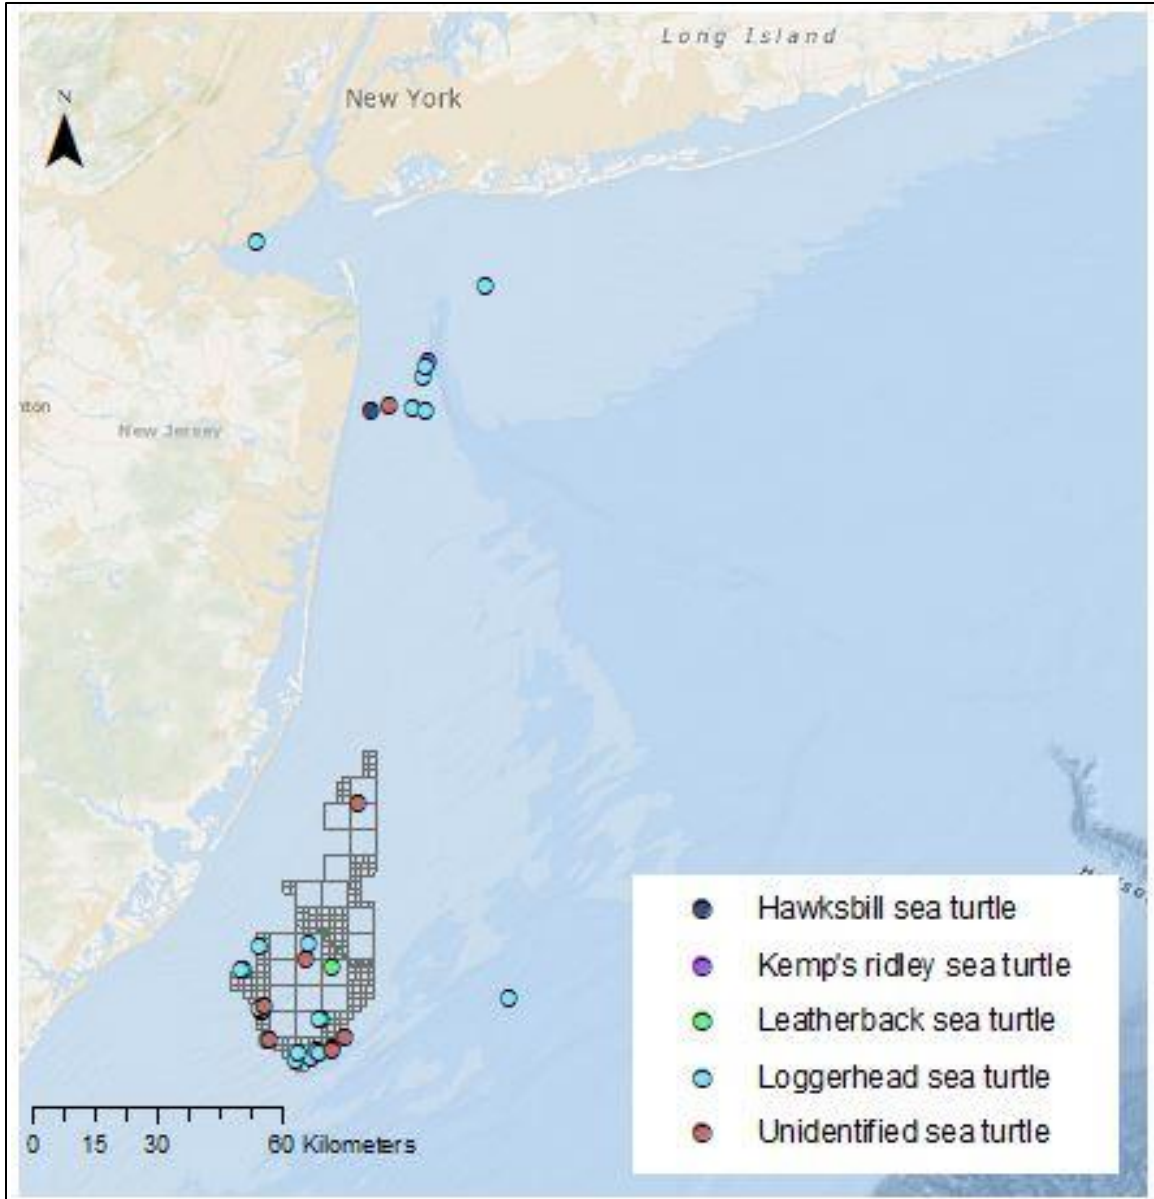 Long Island
N
New York
ton
New Jersey
Hawksbill sea turtle
Kemp's ridley sea turtle
Leatherback sea turtle
Loggerhead sea turtle
Unidentified sea turtle
0 15 30 60 Kilometers